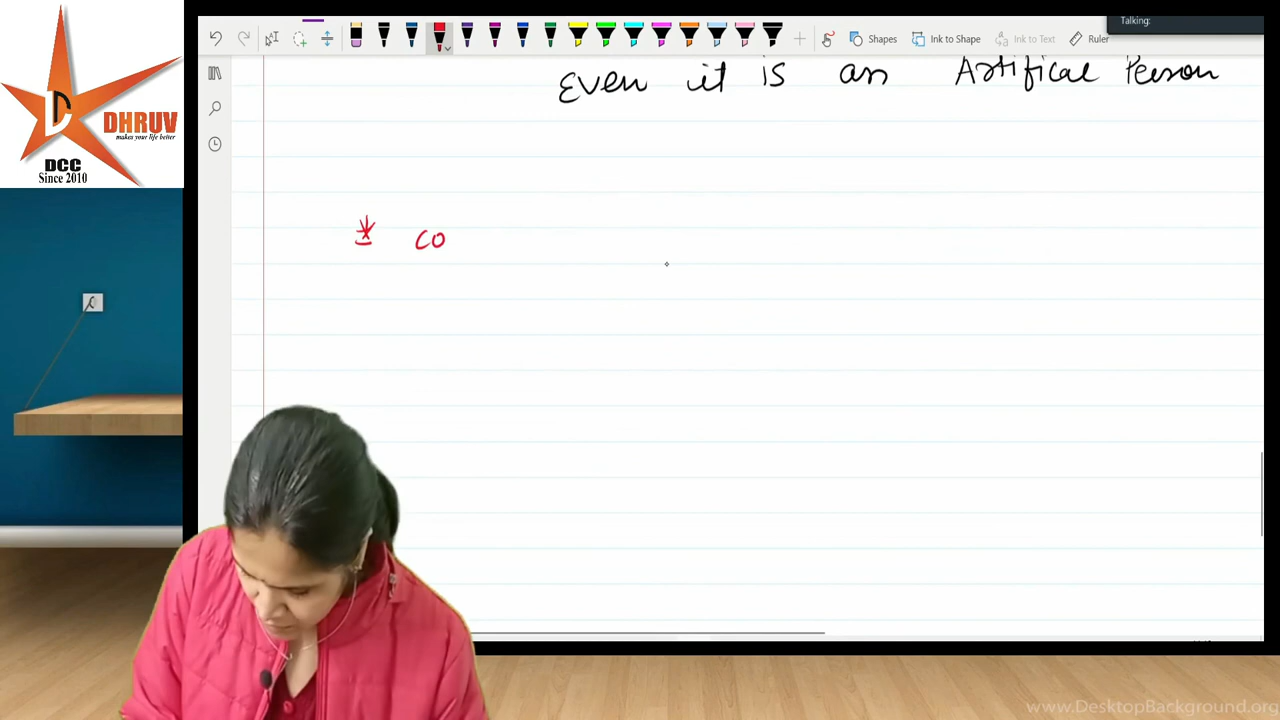 Talking:
Shapes
Ink to Shape
Ink to Text
Ruler
Even it is an Artifical Person
* co
D
DHRUV
makes your life better
DCC
Since 2010
www.DesktopBackground.org